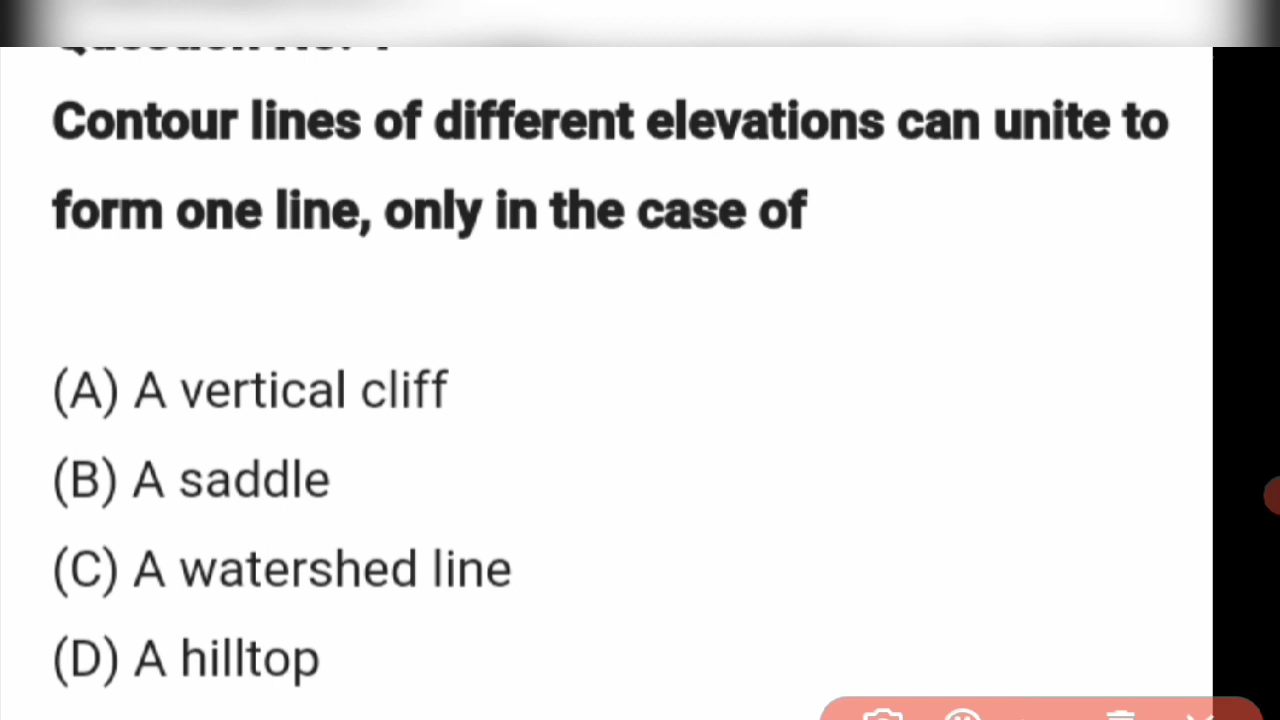 Contour lines of different elevations can unite to
form one line, only in the case of
(A) A vertical cliff
(B) A saddle
(C) A watershed line
(D) A hilltop